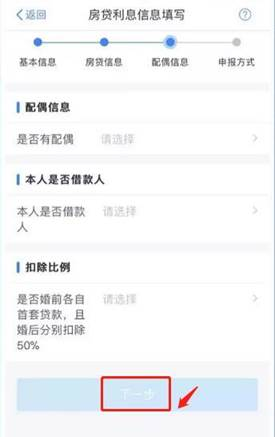 返回
房贷利息信息填写
基本信息
房贷信息
配偶信息
申报方式
配偶信息
是否有配偶 请选择
本人是否借款人
本人是否借款 请选择
人
扣除比例
是否婚前各自 请选择
首套贷款，且
婚后分别扣除
50%
下一步